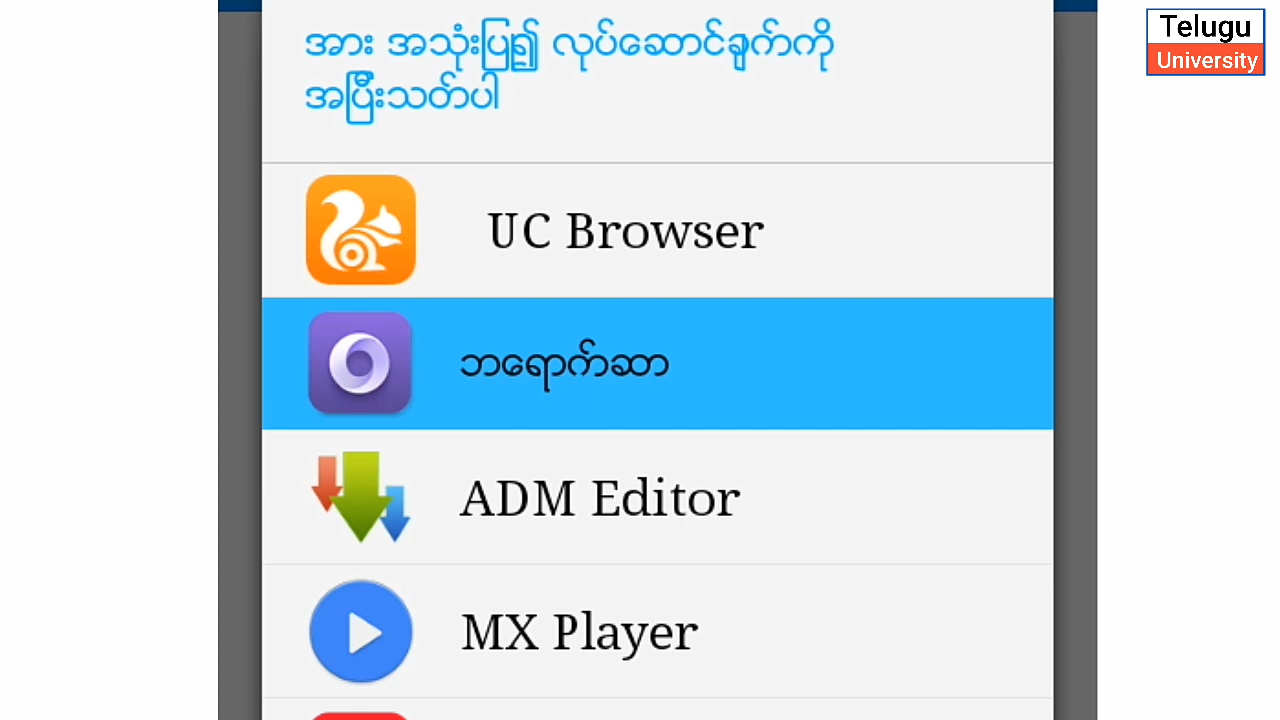 Telugu
University
အား အသုံးပြု၍ လုပ်ဆောင်ချက်ကို
အပြီးသတ်ပါ
UC Browser
ဘရောက်ဆာ
ADM Editor
MX Player